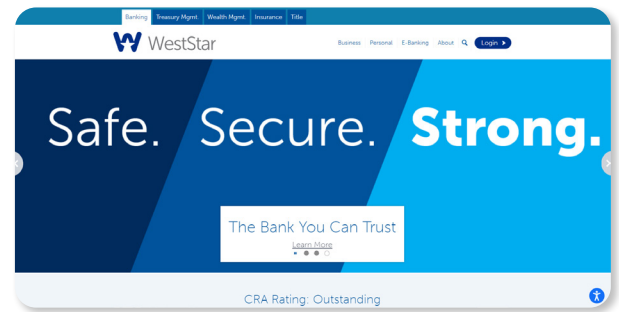 Banking Treasury Mgmt. Wealth Mgmt. Insurance Title
WestStar
Business Personal E-Banking About Login
Safe. Secure. Strong.
The Bank You Can Trust
Learn More
CRA Rating: Outstanding